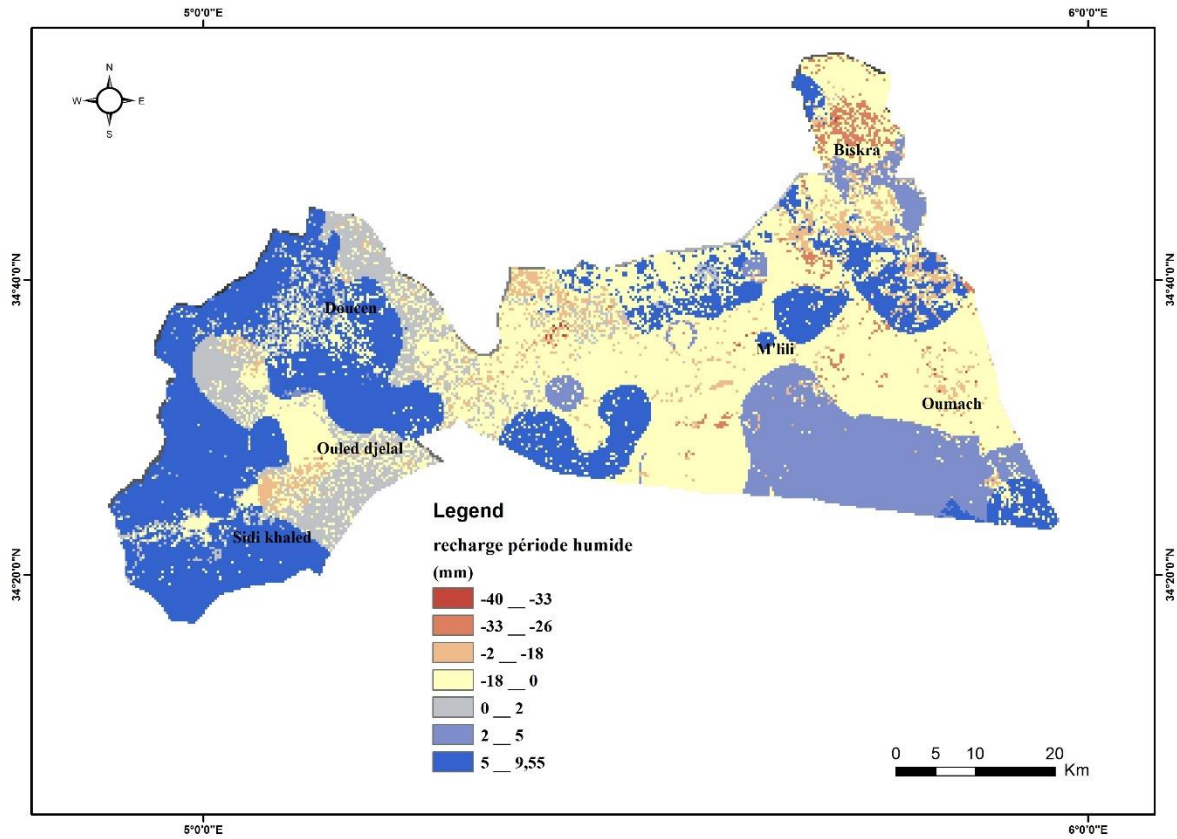 5°0'0"E
6°0'0"E
N
W
E
S
Biskra
34°40'0"N
34°40'0"N
Doucen
M'lili
Oumach
Ouled djelal
Sidi khaled
34°20'0"N
34°20'0"N
Legend
recharge période humide
(mm)
-40 __ -33
-33 __ -26
-2 __ -18
-18 __ 0
0 __ 2
2 __ 5
5 __ 9,55
0 5 10 20
Km
5°0'0"E
6°0'0"E